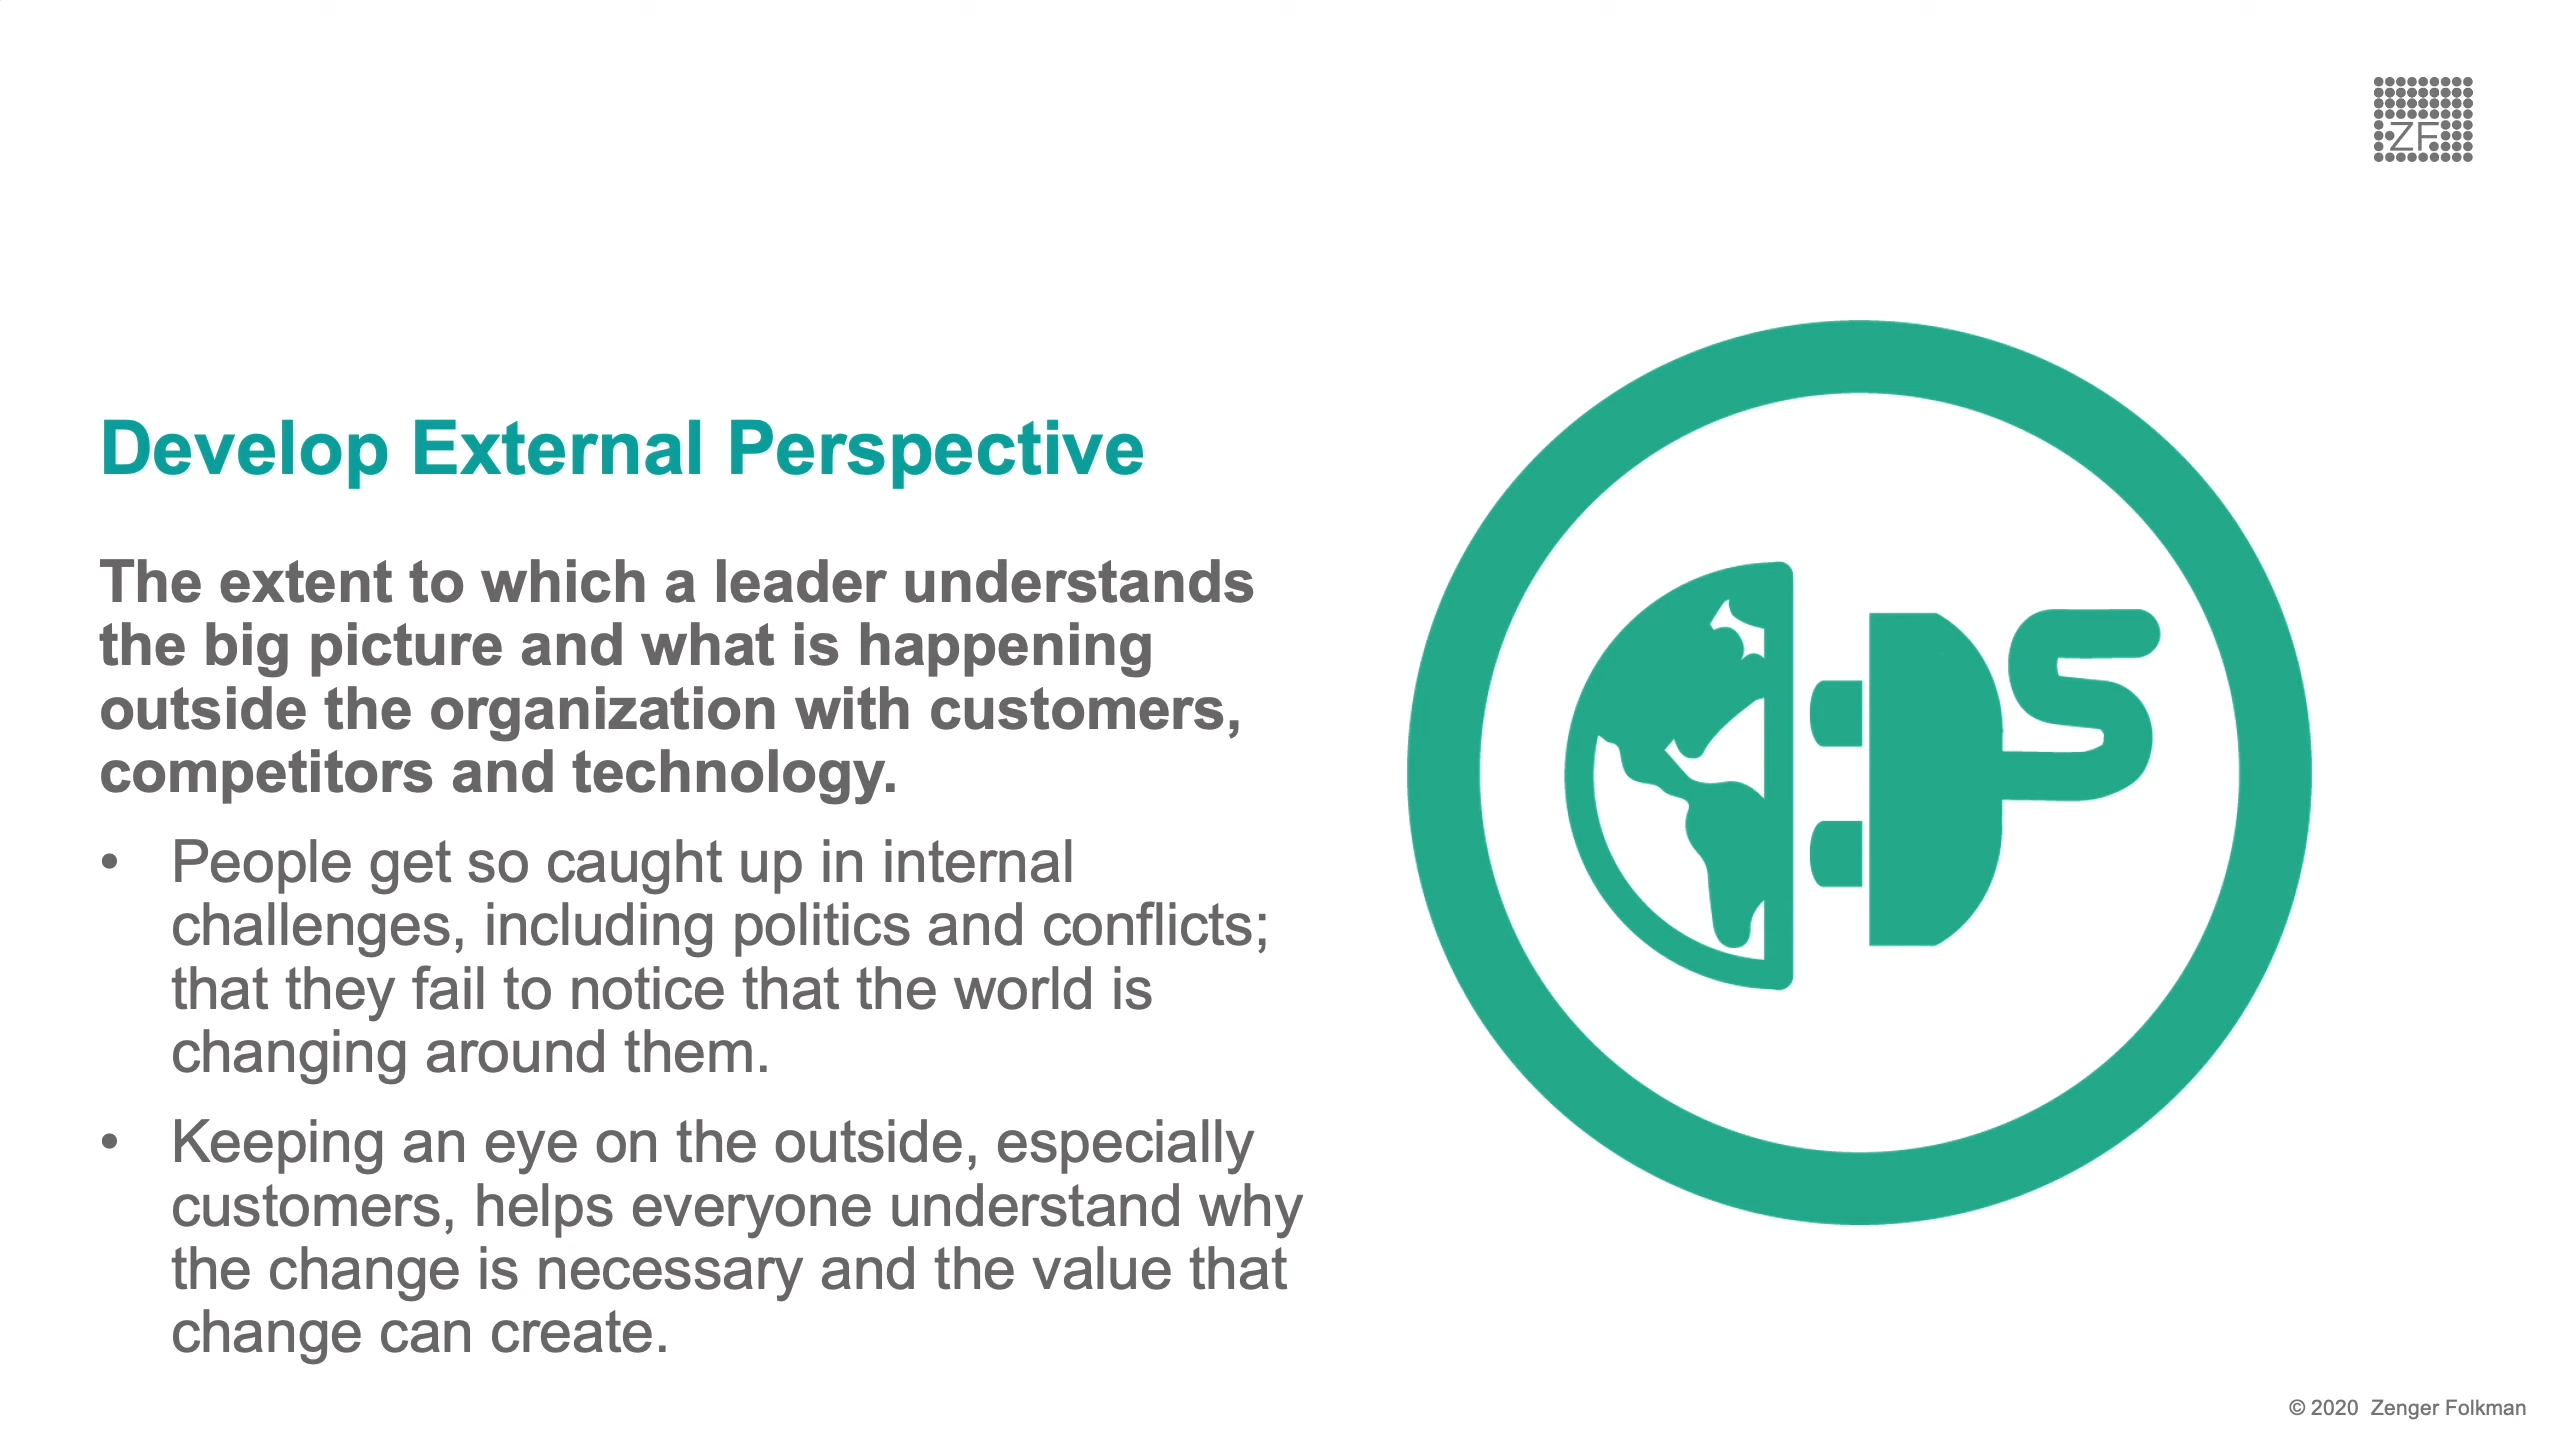 ZF
Develop External Perspective
The extent to which a leader understands
the big picture and what is happening
outside the organization with customers,
competitors and technology.
• People get so caught up in internal
challenges, including politics and conflicts;
that they fail to notice that the world is
changing around them.
• Keeping an eye on the outside, especially
customers, helps everyone understand why
the change is necessary and the value that
change can create.
© 2020 Zenger Folkman